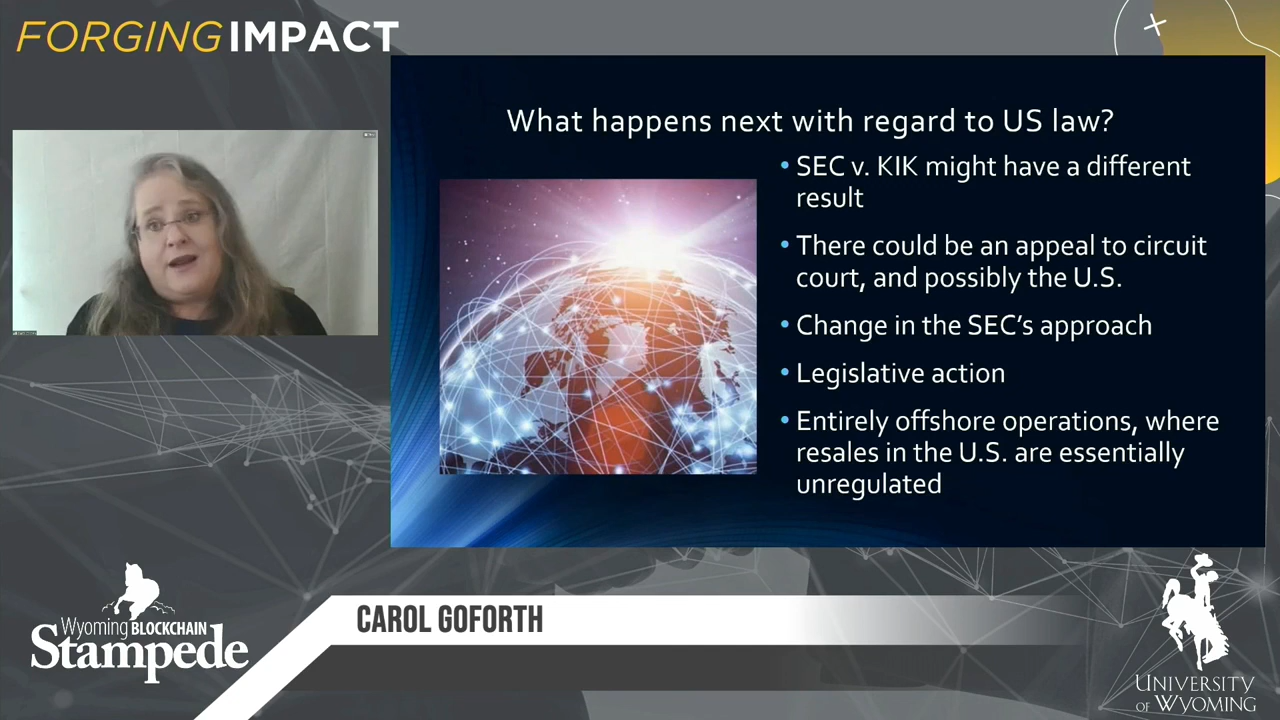 FORGING IMPACT
What happens next with regard to US law?
• SEC v. KIK might have a different
result
• There could be an appeal to circuit
court, and possibly the U.S.
• Change in the SEC’s approach
• Legislative action
• Entirely offshore operations, where
resales in the U.S. are essentially
unregulated
CAROL GOFORTH
Wyoming BLOCKCHAIN
Stampede
UNIVERSITY
OF WYOMING